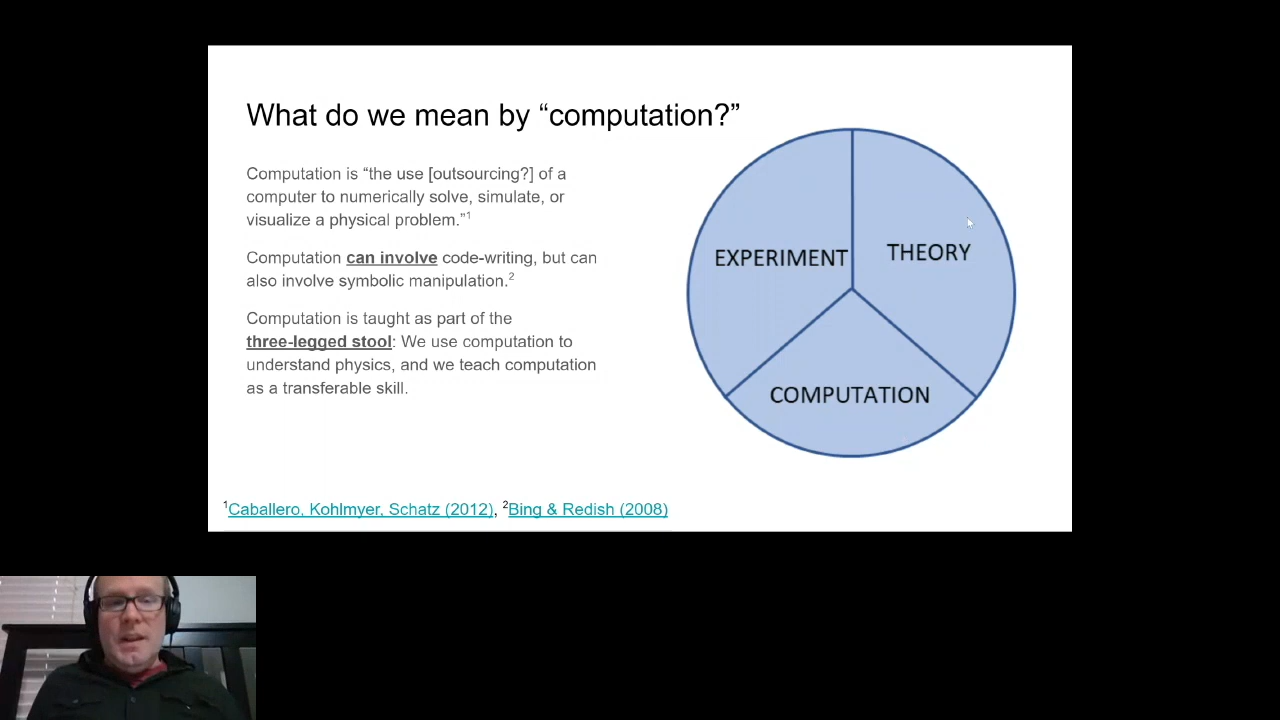 What do we mean by “computation?”
Computation is “the use [outsourcing?] of a
computer to numerically solve, simulate, or
visualize a physical problem.”¹
Computation can involve code-writing, but can
also involve symbolic manipulation.²
Computation is taught as part of the
three-legged stool: We use computation to
understand physics, and we teach computation
as a transferable skill.
EXPERIMENT
THEORY
COMPUTATION
¹Caballero, Kohlmyer, Schatz (2012), ²Bing & Redish (2008)